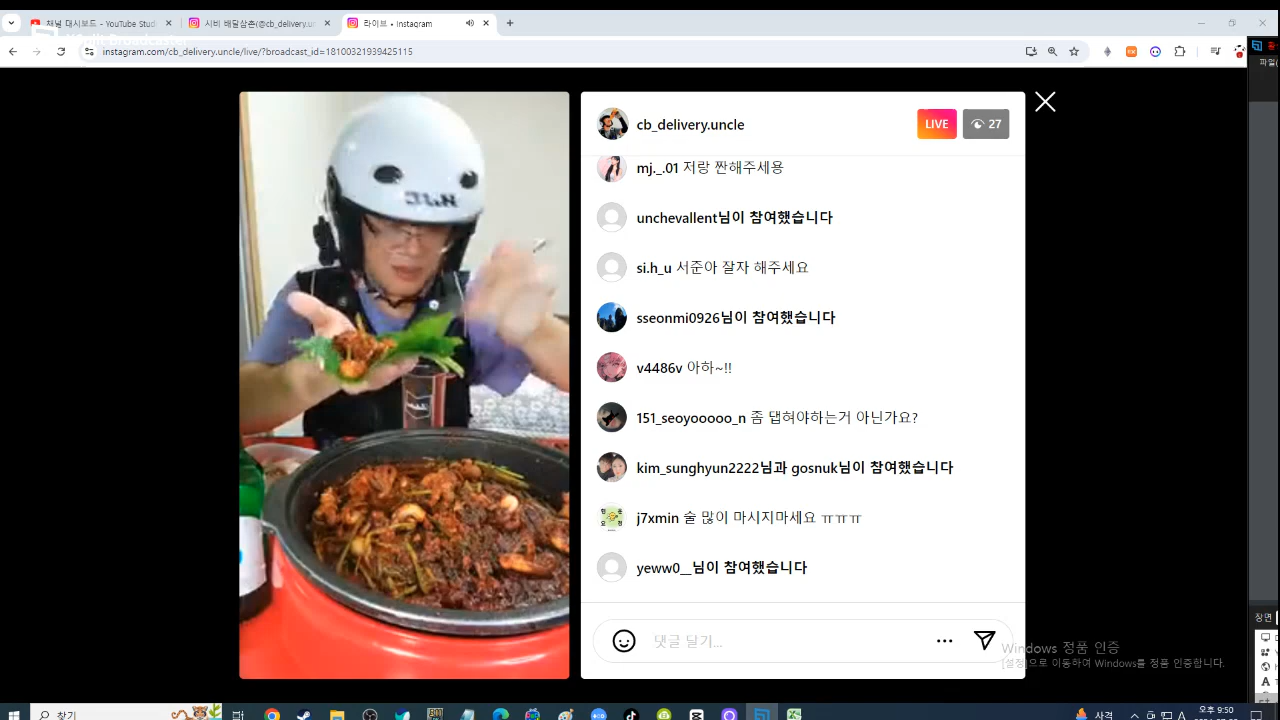 채널 대시보드 - YouTube Studi
시비 배달삼촌(@cb_delivery.u
라이브 • Instagram
instagram.com/cb_delivery.uncle/live/?broadcast_id=18100321939425115
파일(
cb_delivery.uncle
LIVE
27
mj._.01 저랑 짠해주세용
unchevallent님이 참여했습니다
si.h_u 서준아 잘자 해주세요
sseonmi0926님이 참여했습니다
v4486v 아하~!!
151_seoyooooo_n 좀 댑혀야하는거 아닌가요?
kim_sunghyun2222님과 gosnuk님이 참여했습니다
j7xmin 술 많이 마시지마세요 ㅠㅠㅠ
yeww0__님이 참여했습니다
댓글 달기...
Windows 정품 인증
[설정]으로 이동하여 Windows를 정품 인증합니다.
장면
찾기
사격
오후 9:50